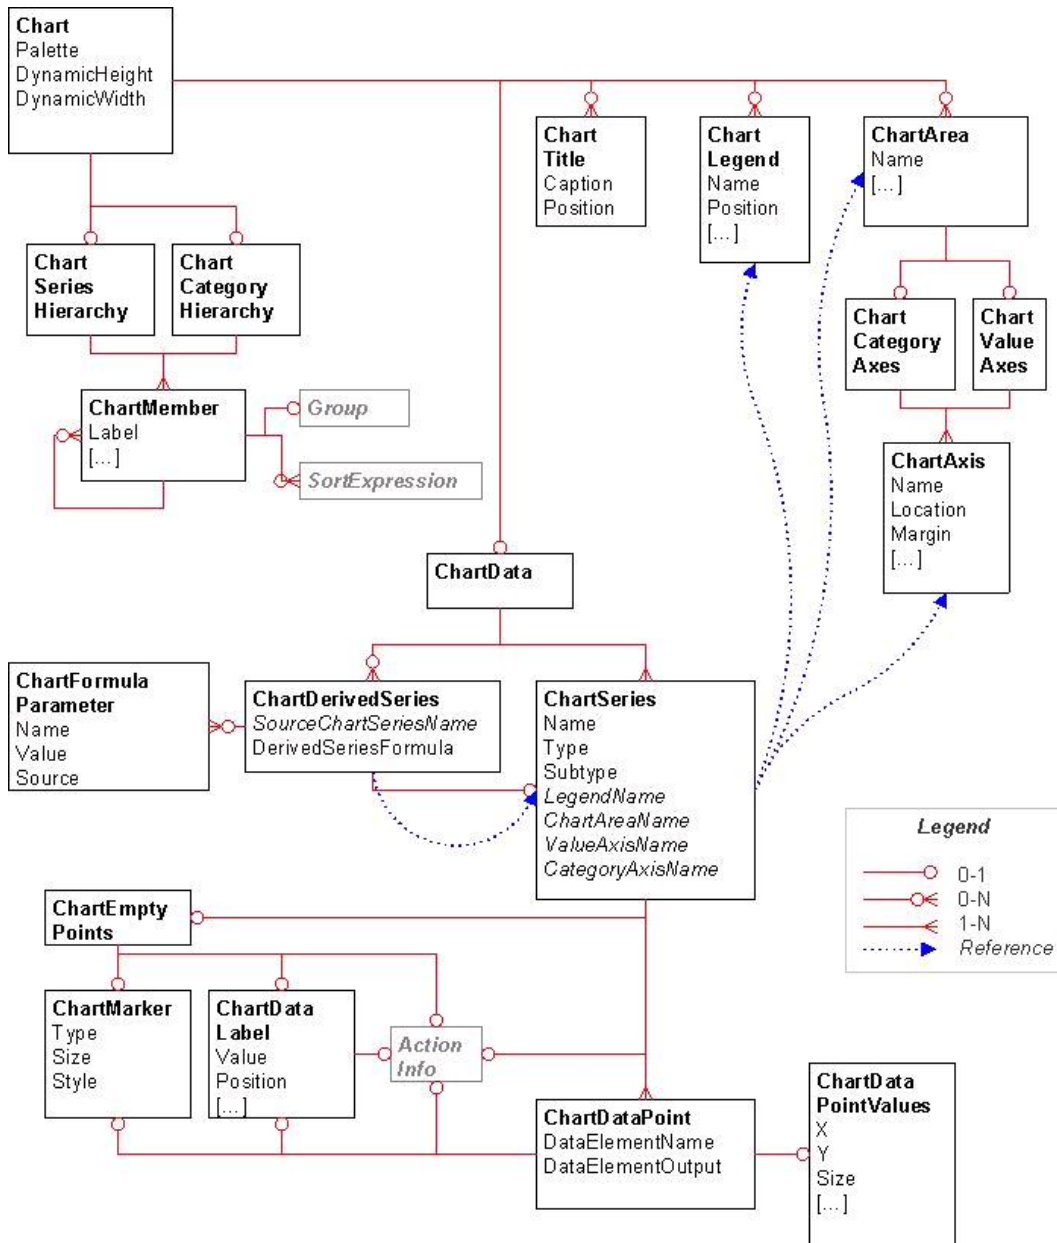 Chart
Palette
DynamicHeight
DynamicWidth
Chart
Title
Caption
Position
Chart
Legend
Name
Position
[...]
ChartArea
Name
[...]
Chart
Series
Hierarchy
Chart
Category
Hierarchy
Chart
Category
Axes
Chart
Value
Axes
ChartMember
Label
[...]
Group
SortExpression
ChartAxis
Name
Location
Margin
[...]
ChartData
ChartFormula
Parameter
Name
Value
Source
ChartDerivedSeries
SourceChartSeriesName
DerivedSeriesFormula
ChartSeries
Name
Type
Subtype
LegendName
ChartAreaName
ValueAxisName
CategoryAxisName
Legend
0-1
0-N
1-N
Reference
ChartEmpty
Points
ChartMarker
Type
Size
Style
ChartData
Label
Value
Position
[...]
Action
Info
ChartDataPoint
DataElementName
DataElementOutput
ChartData
PointValues
X
Y
Size
[...]